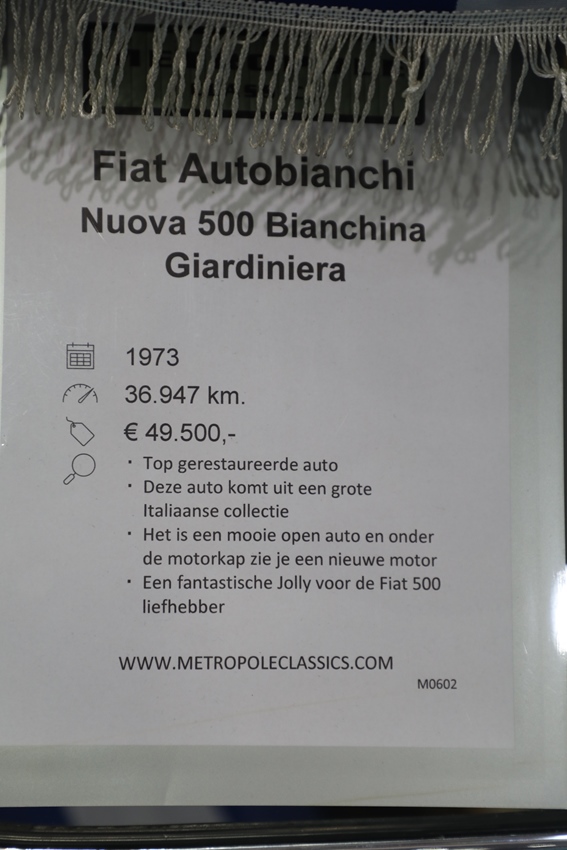 Fiat Autobianchi
Nuova 500 Bianchina
Giardiniera
1973
36.947 km.
€ 49.500,-
· Top gerestaureerde auto
· Deze auto komt uit een grote
Italiaanse collectie
· Het is een mooie open auto en onder
de motorkap zie je een nieuwe motor
· Een fantastische Jolly voor de Fiat 500
liefhebber
WWW.METROPOLECLASSICS.COM
M0602